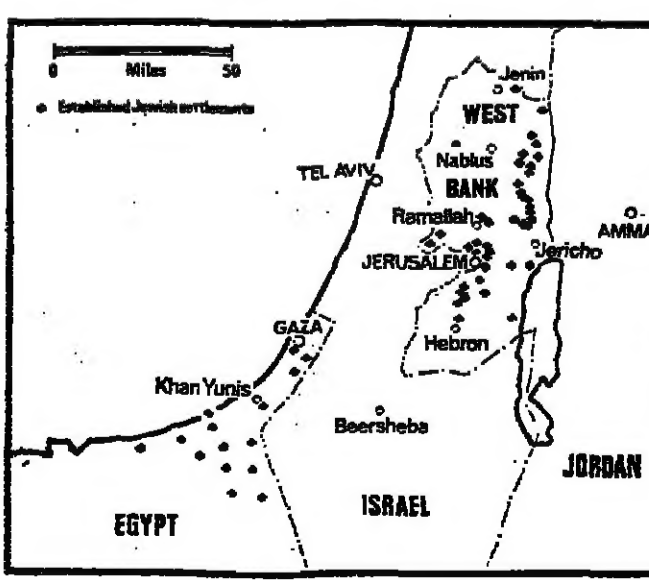 0 Miles 50
Established Jewish settlements
Jenin
WEST
Nablus
TEL AVIV
BANK
Ramallah
AMMA
Jericho
JERUSALEM
GAZA
Hebron
Khan Yunis
Beersheba
JORDAN
ISRAEL
EGYPT